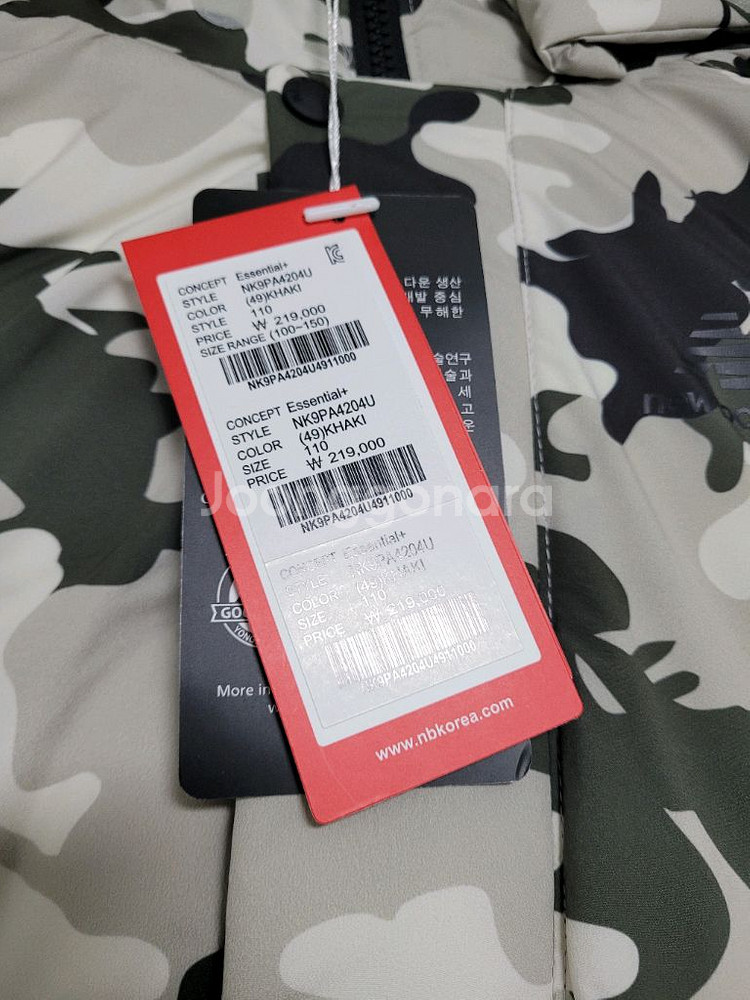 CONCEPT Essential+
STYLE NK9PA4204U
COLOR (49)KHAKI
STYLE 110
PRICE ₩ 219,000
SIZE RANGE (100~150)
NK9PA4204U4911000
CONCEPT Essential+
STYLE NK9PA4204U
COLOR (49)KHAKI
SIZE 110
PRICE ₩ 219,000
NK9PA4204U4911000
CONCEPT Essential+
STYLE NK9PA4204U
COLOR (49)KHAKI
SIZE 110
PRICE ₩ 219,000
NK9PA4204U4911000
www.nbkorea.com
다운 생산
개발 중심
무해한
술연구
술과
세
고
온
More in
Joonggonara
new